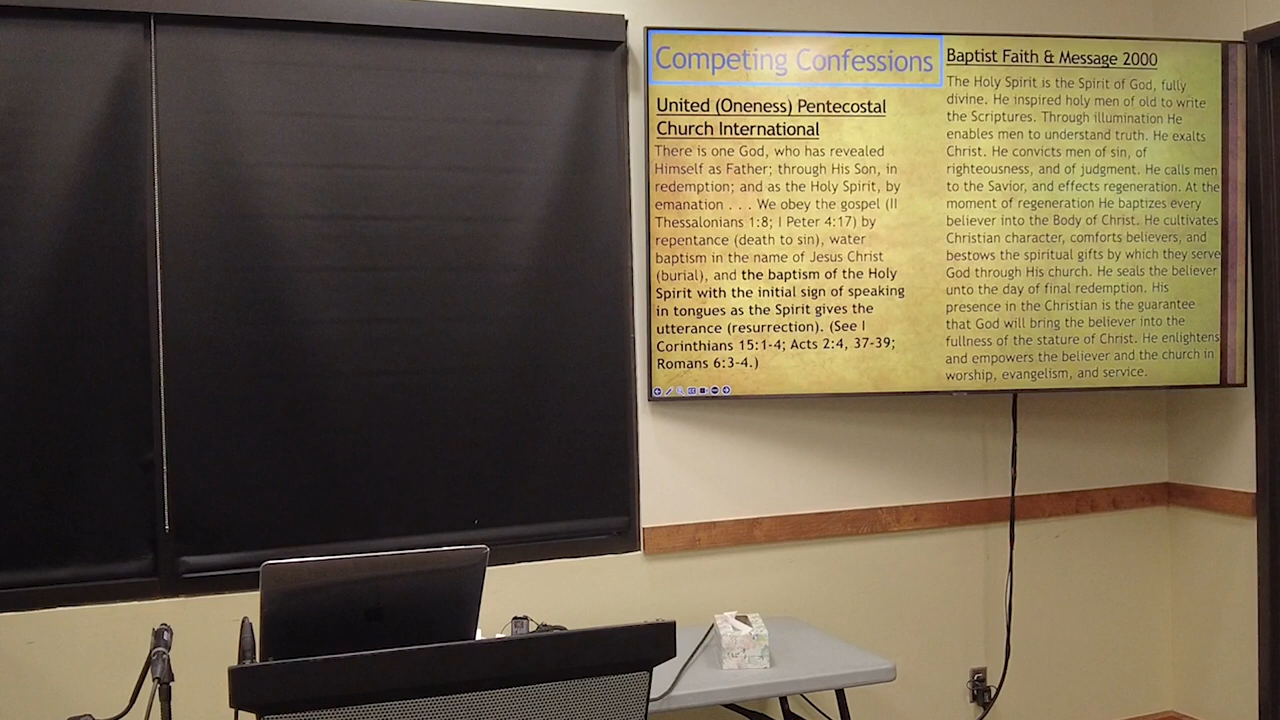 Competing Confessions
United (Oneness) Pentecostal
Church International
There is one God, who has revealed
Himself as Father; through His Son, in
redemption; and as the Holy Spirit, by
emanation . . . We obey the gospel (II
Thessalonians 1:8; I Peter 4:17) by
repentance (death to sin), water
baptism in the name of Jesus Christ
(burial), and the baptism of the Holy
Spirit with the initial sign of speaking
in tongues as the Spirit gives the
utterance (resurrection). (See I
Corinthians 15:1-4; Acts 2:4, 37-39;
Romans 6:3-4.)
Baptist Faith & Message 2000
The Holy Spirit is the Spirit of God, fully
divine. He inspired holy men of old to write
the Scriptures. Through illumination He
enables men to understand truth. He exalts
Christ. He convicts men of sin, of
righteousness, and of judgment. He calls men
to the Savior, and effects regeneration. At the
moment of regeneration He baptizes every
believer into the Body of Christ. He cultivates
Christian character, comforts believers, and
bestows the spiritual gifts by which they serve
God through His church. He seals the believer
unto the day of final redemption. His
presence in the Christian is the guarantee
that God will bring the believer into the
fullness of the stature of Christ. He enlightens
and empowers the believer and the church in
worship, evangelism, and service.